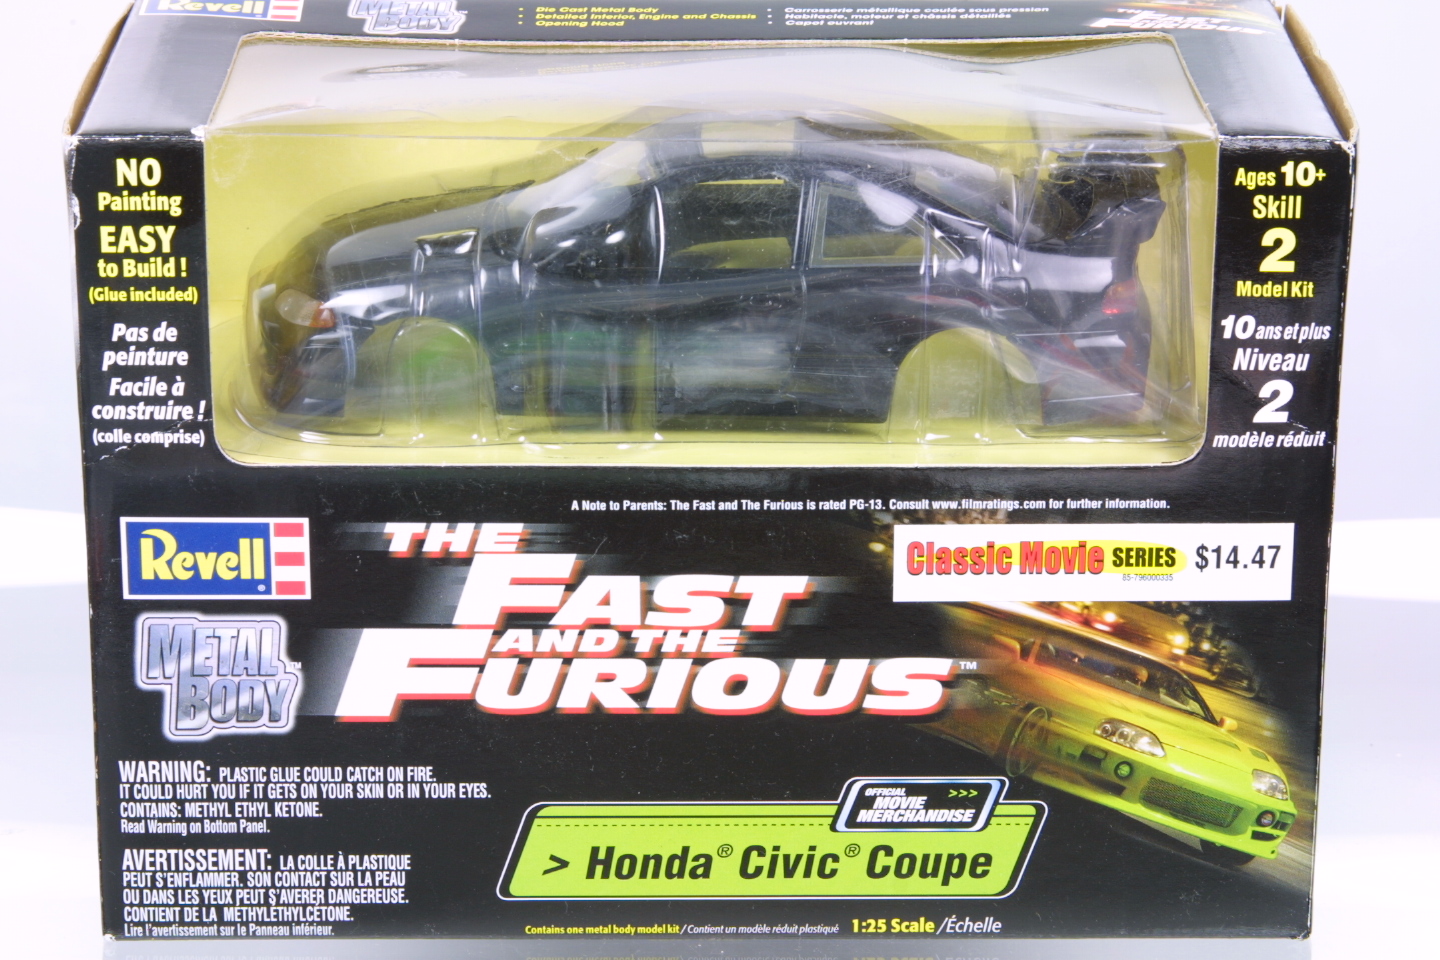 Revell
METAL BODY
• Die Cast Metal Body
• Detailed Interior, Engine and Chassis
• Opening Hood
• Carrosserie métallique coulée sous pression
• Habitacle, moteur et châssis détaillés
• Capot ouvrant
THE
FURIOUS
NO
Painting
EASY
to Build !
(Glue included)
Pas de
peinture
Facile à
construire !
(colle comprise)
Ages 10+
Skill
2
Model Kit
10 ans et plus
Niveau
2
modèle réduit
A Note to Parents: The Fast and The Furious is rated PG-13. Consult www.filmratings.com for further information.
Revell®
METAL
BODY™
THE
FAST
AND THE
FURIOUS™
Classic Movie SERIES $14.47
85-796000335
WARNING: PLASTIC GLUE COULD CATCH ON FIRE.
IT COULD HURT YOU IF IT GETS ON YOUR SKIN OR IN YOUR EYES.
CONTAINS: METHYL ETHYL KETONE.
Read Warning on Bottom Panel.
AVERTISSEMENT: LA COLLE À PLASTIQUE
PEUT S'ENFLAMMER. SON CONTACT SUR LA PEAU
OU DANS LES YEUX PEUT S'AVERER DANGEREUSE.
CONTIENT DE LA METHYLÉTHYLCÉTONE.
Lire l'avertissement sur le Panneau inférieur.
OFFICIAL >>>
MOVIE
MERCHANDISE
> Honda® Civic® Coupe
Contains one metal body model kit / Contient un modèle réduit plastiqué 1:25 Scale /Échelle